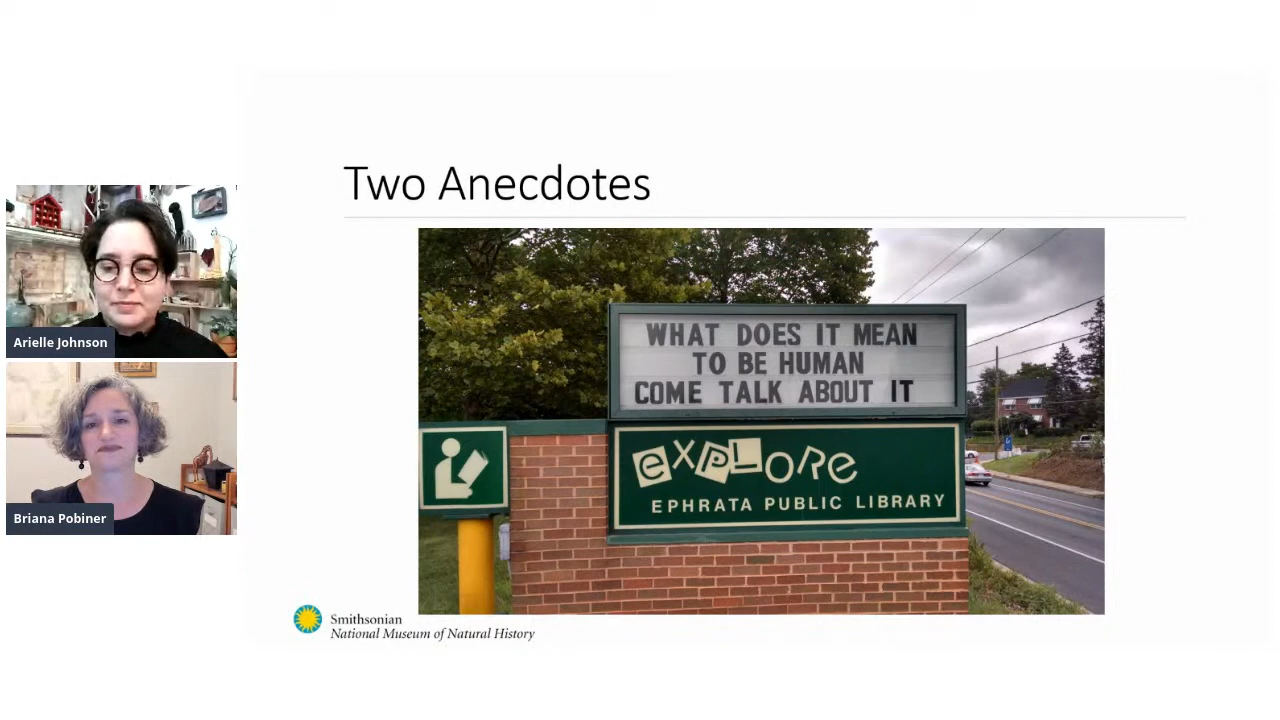 Two Anecdotes
Arielle Johnson
Briana Pobiner
WHAT DOES IT MEAN
TO BE HUMAN
COME TALK ABOUT IT
EXPLORE
EPHRATA PUBLIC LIBRARY
Smithsonian
National Museum of Natural History